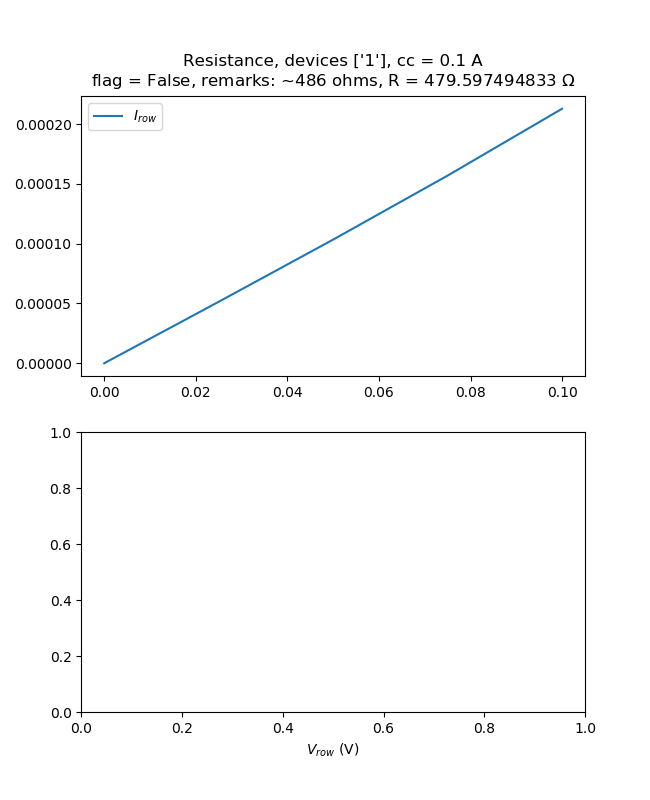 Resistance, devices ['1'], cc = 0.1 A
flag = False, remarks: ~486 ohms, R = 479.597494833 Ω
I_row
0.00020
0.00015
0.00010
0.00005
0.00000
0.00 0.02 0.04 0.06 0.08 0.10
1.0
0.8
0.6
0.4
0.2
0.0
0.0 0.2 0.4 0.6 0.8 1.0
V_row (V)